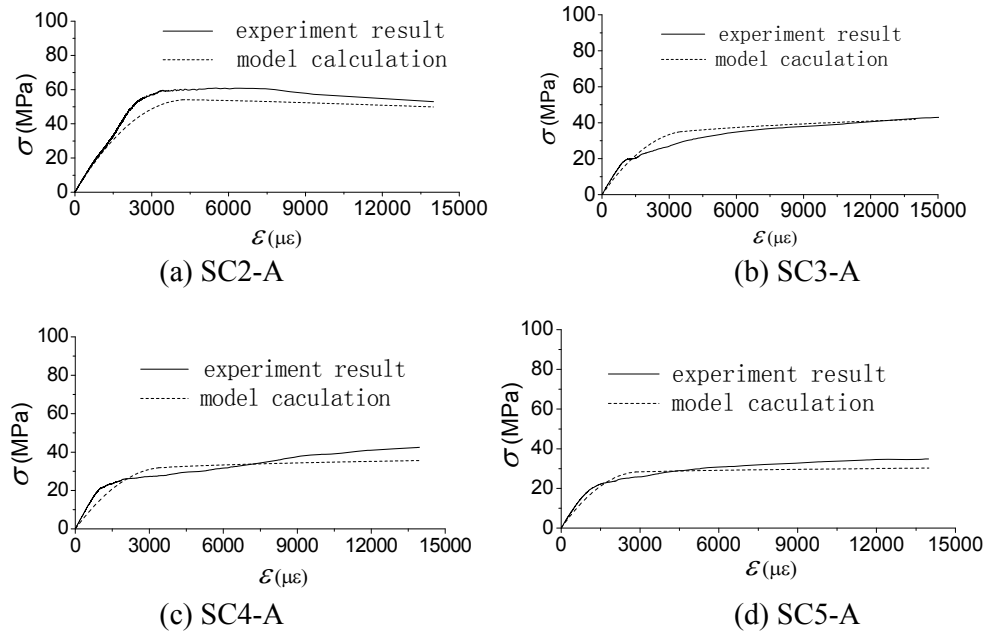 100
80
60
40
20
0
σ (MPa)
experiment result
model calculation
0 3000 6000 9000 12000 15000
ε (με)
(a) SC2-A
100
80
60
40
20
0
σ (MPa)
experiment result
model caculation
0 3000 6000 9000 12000 15000
ε (με)
(b) SC3-A
100
80
60
40
20
0
σ (MPa)
experiment result
model caculation
0 3000 6000 9000 12000 15000
ε (με)
(c) SC4-A
100
80
60
40
20
0
σ (MPa)
experiment result
model caculation
0 3000 6000 9000 12000 15000
ε (με)
(d) SC5-A